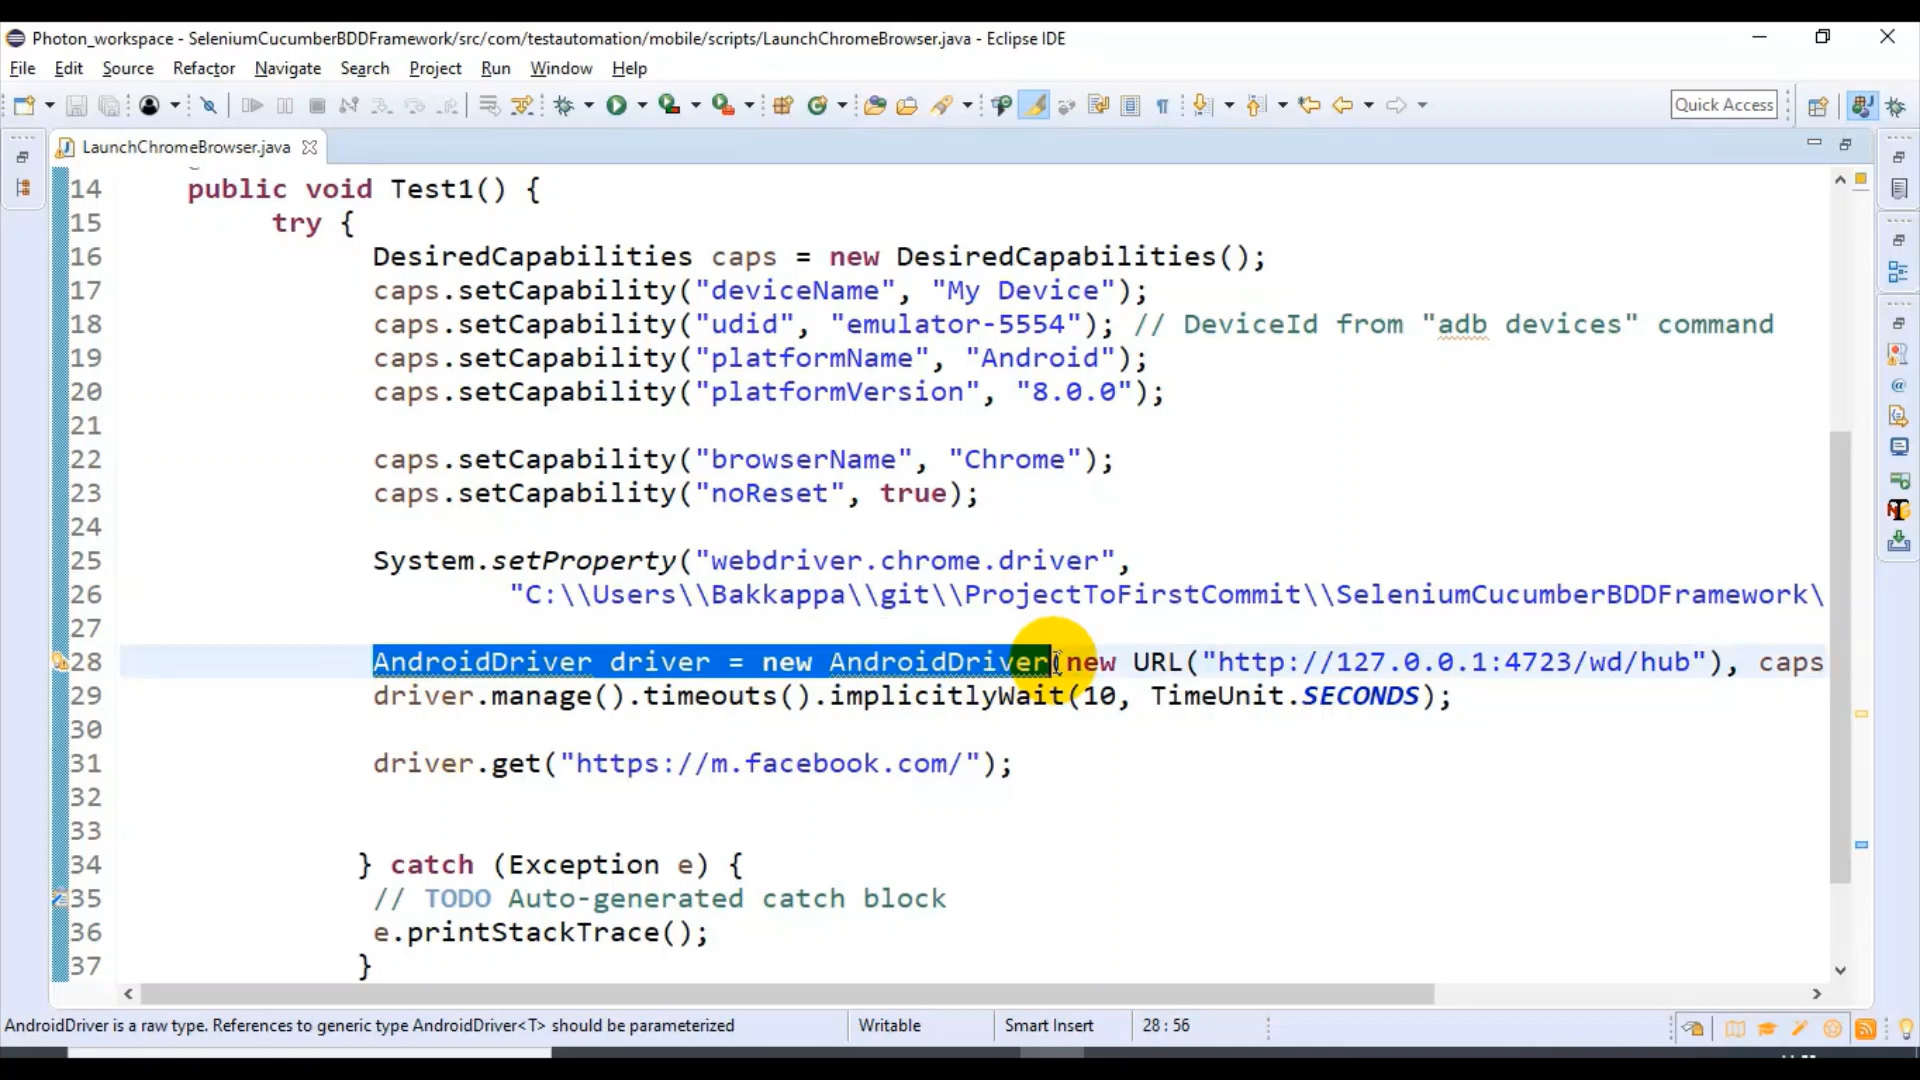 Photon_workspace - SeleniumCucumberBDDFramework/src/com/testautomation/mobile/scripts/LaunchChromeBrowser.java - Eclipse IDE
File Edit Source Refactor Navigate Search Project Run Window Help
Quick Access
LaunchChromeBrowser.java
14 public void Test1() {
15 try {
16 DesiredCapabilities caps = new DesiredCapabilities();
17 caps.setCapability("deviceName", "My Device");
18 caps.setCapability("udid", "emulator-5554"); // DeviceId from "adb devices" command
19 caps.setCapability("platformName", "Android");
20 caps.setCapability("platformVersion", "8.0.0");
21
22 caps.setCapability("browserName", "Chrome");
23 caps.setCapability("noReset", true);
24
25 System.setProperty("webdriver.chrome.driver",
26 "C:\\Users\\Bakkappa\\git\\ProjectToFirstCommit\\SeleniumCucumberBDDFramework\
27
28 AndroidDriver driver = new AndroidDriver(new URL("http://127.0.0.1:4723/wd/hub"), caps
29 driver.manage().timeouts().implicitlyWait(10, TimeUnit.SECONDS);
30
31 driver.get("https://m.facebook.com/");
32
33
34 } catch (Exception e) {
35 // TODO Auto-generated catch block
36 e.printStackTrace();
37 }
AndroidDriver is a raw type. References to generic type AndroidDriver<T> should be parameterized Writable Smart Insert 28 : 56